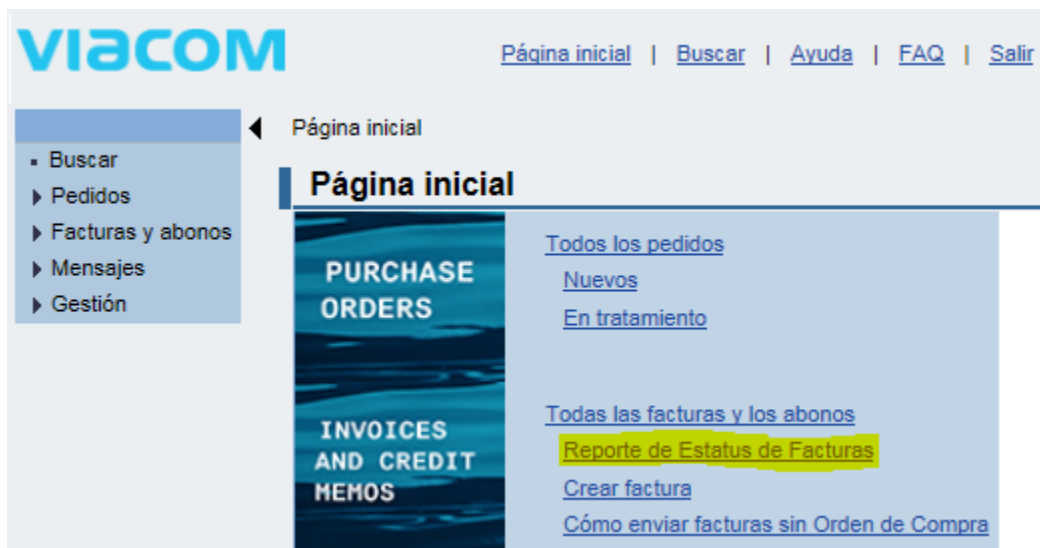 VIACOM
Página inicial | Buscar | Ayuda | FAQ | Salir
Página inicial
Buscar
Pedidos
Facturas y abonos
Mensajes
Gestión
Página inicial
PURCHASE
ORDERS
Todos los pedidos
Nuevos
En tratamiento
INVOICES
AND CREDIT
MEMOS
Todas las facturas y los abonos
Reporte de Estatus de Facturas
Crear factura
Cómo enviar facturas sin Orden de Compra